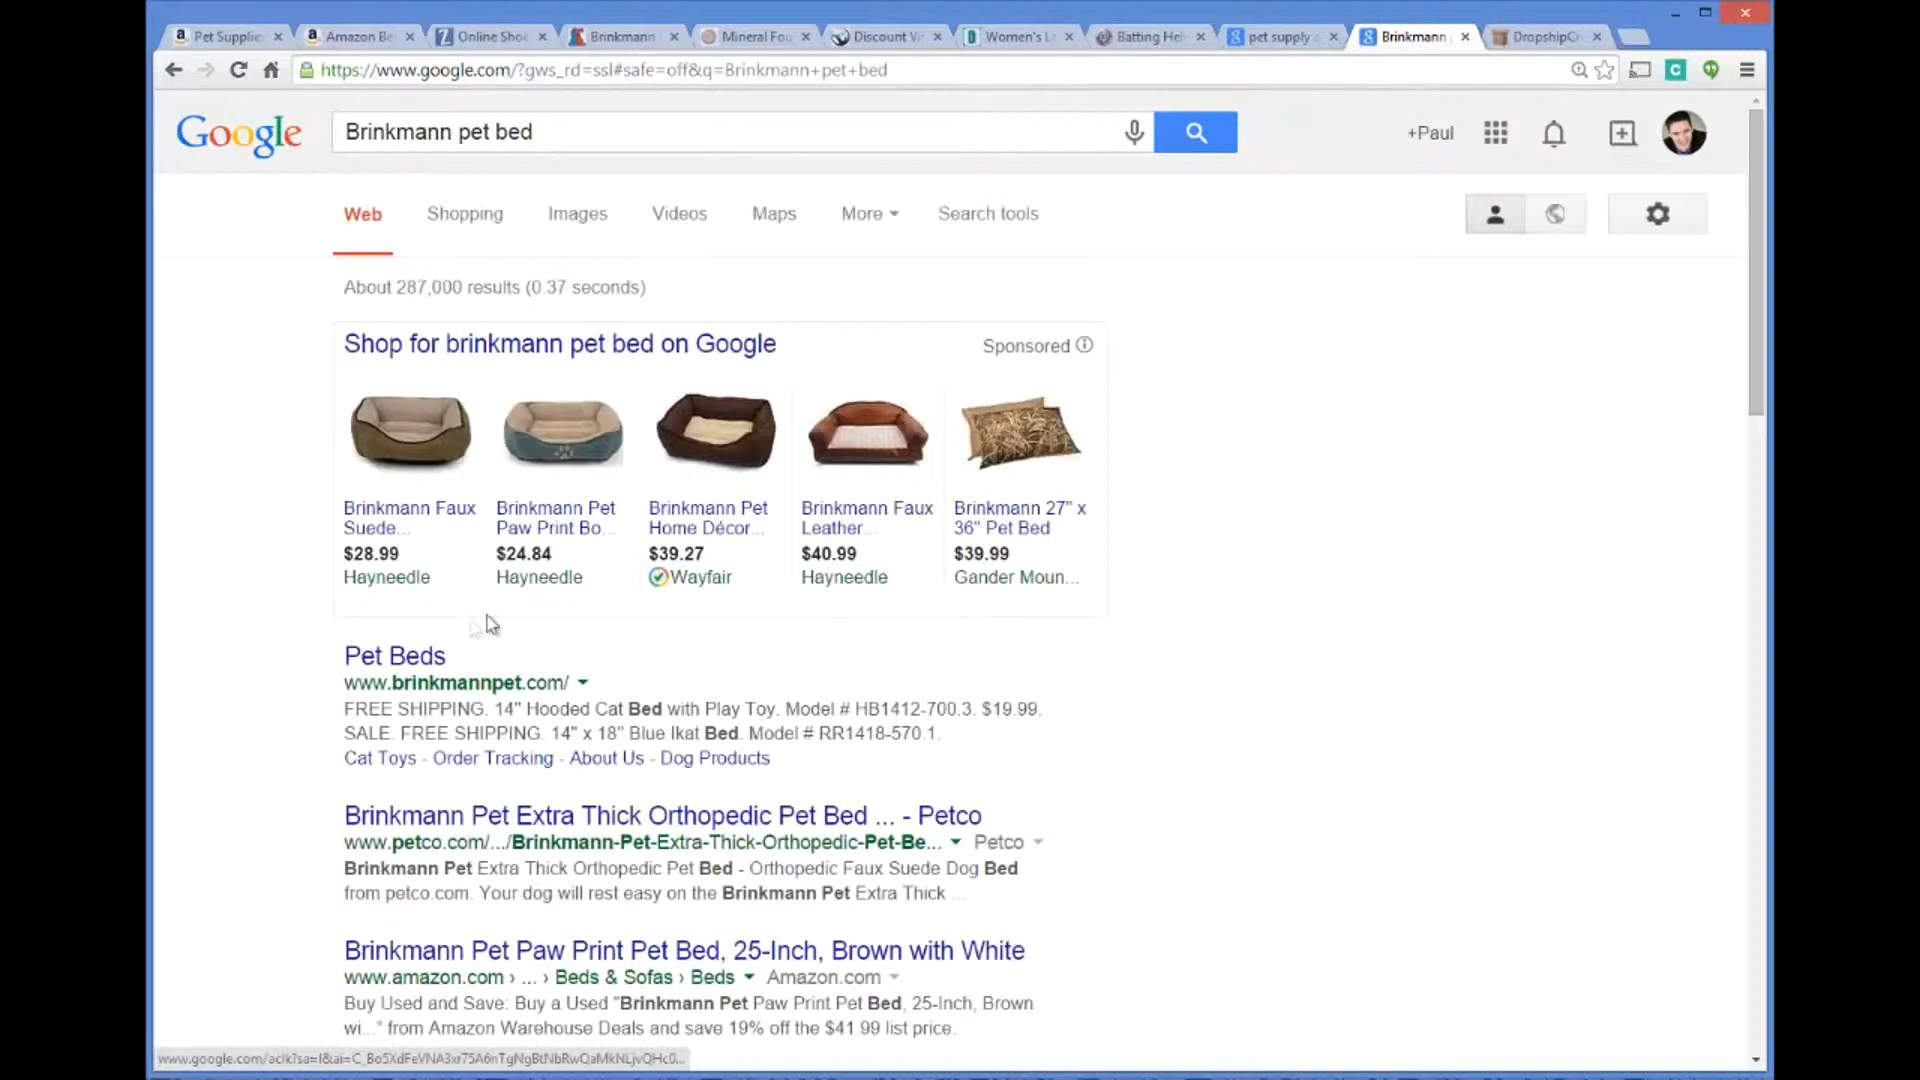 Pet Supplie
Amazon Be
Online Sho
Brinkmann
Mineral Fou
Discount Vi
Women's L
Batting Hel
pet supply
Brinkmann
DropshipC
https://www.google.com/?gws_rd=ssl#safe=off&q=Brinkmann+pet+bed
Google
Brinkmann pet bed
+Paul
Web
Shopping
Images
Videos
Maps
More
Search tools
About 287,000 results (0.37 seconds)
Shop for brinkmann pet bed on Google
Sponsored
Brinkmann Faux
Suede...
$28.99
Hayneedle
Brinkmann Pet
Paw Print Bo...
$24.84
Hayneedle
Brinkmann Pet
Home Décor...
$39.27
Wayfair
Brinkmann Faux
Leather...
$40.99
Hayneedle
Brinkmann 27" x
36" Pet Bed
$39.99
Gander Moun...
Pet Beds
www.brinkmannpet.com/
FREE SHIPPING. 14" Hooded Cat Bed with Play Toy. Model # HB1412-700.3. $19.99.
SALE. FREE SHIPPING. 14" x 18" Blue Ikat Bed. Model # RR1418-570.1.
Cat Toys - Order Tracking - About Us - Dog Products
Brinkmann Pet Extra Thick Orthopedic Pet Bed ... - Petco
www.petco.com/.../Brinkmann-Pet-Extra-Thick-Orthopedic-Pet-Be... Petco
Brinkmann Pet Extra Thick Orthopedic Pet Bed - Orthopedic Faux Suede Dog Bed
from petco.com. Your dog will rest easy on the Brinkmann Pet Extra Thick ...
Brinkmann Pet Paw Print Pet Bed, 25-Inch, Brown with White
www.amazon.com › ... › Beds & Sofas › Beds Amazon.com
Buy Used and Save: Buy a Used "Brinkmann Pet Paw Print Pet Bed, 25-Inch, Brown
wi..." from Amazon Warehouse Deals and save 19% off the $41.99 list price.